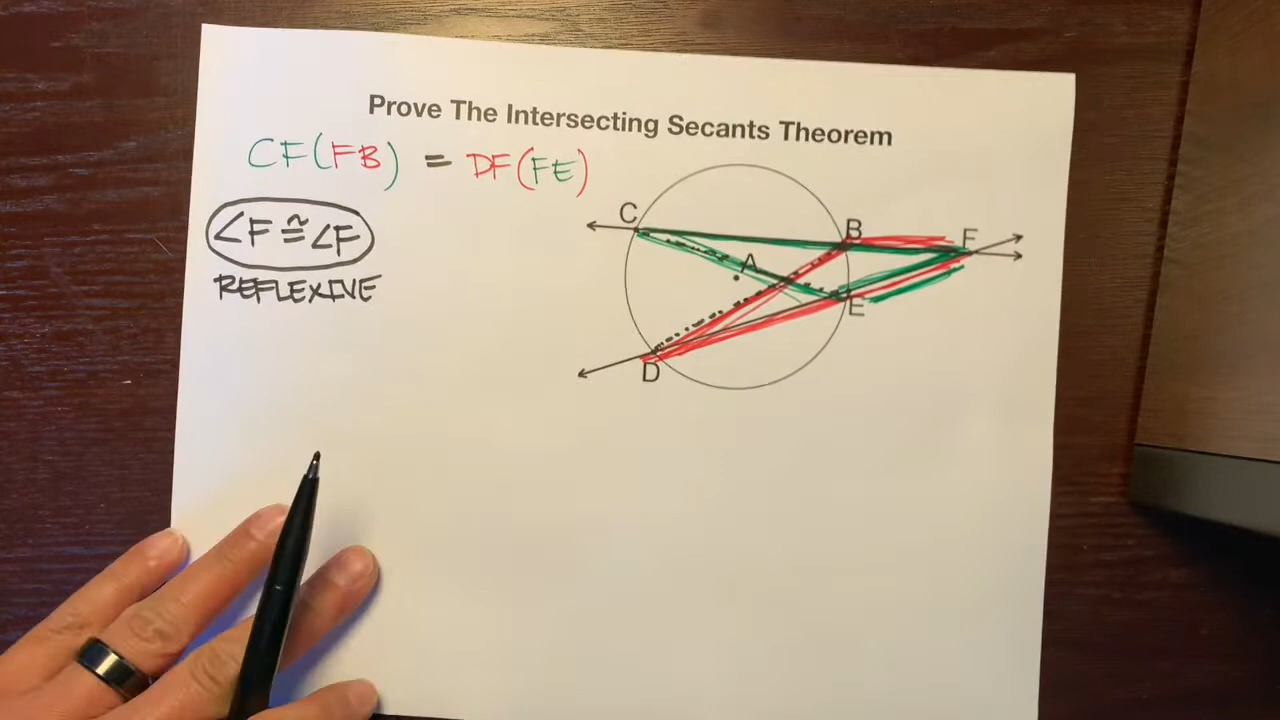 Prove The Intersecting Secants Theorem
CF(FB) = DF(FE)
∠F ≅ ∠F
REFLEXIVE
C
B
F
A
E
D